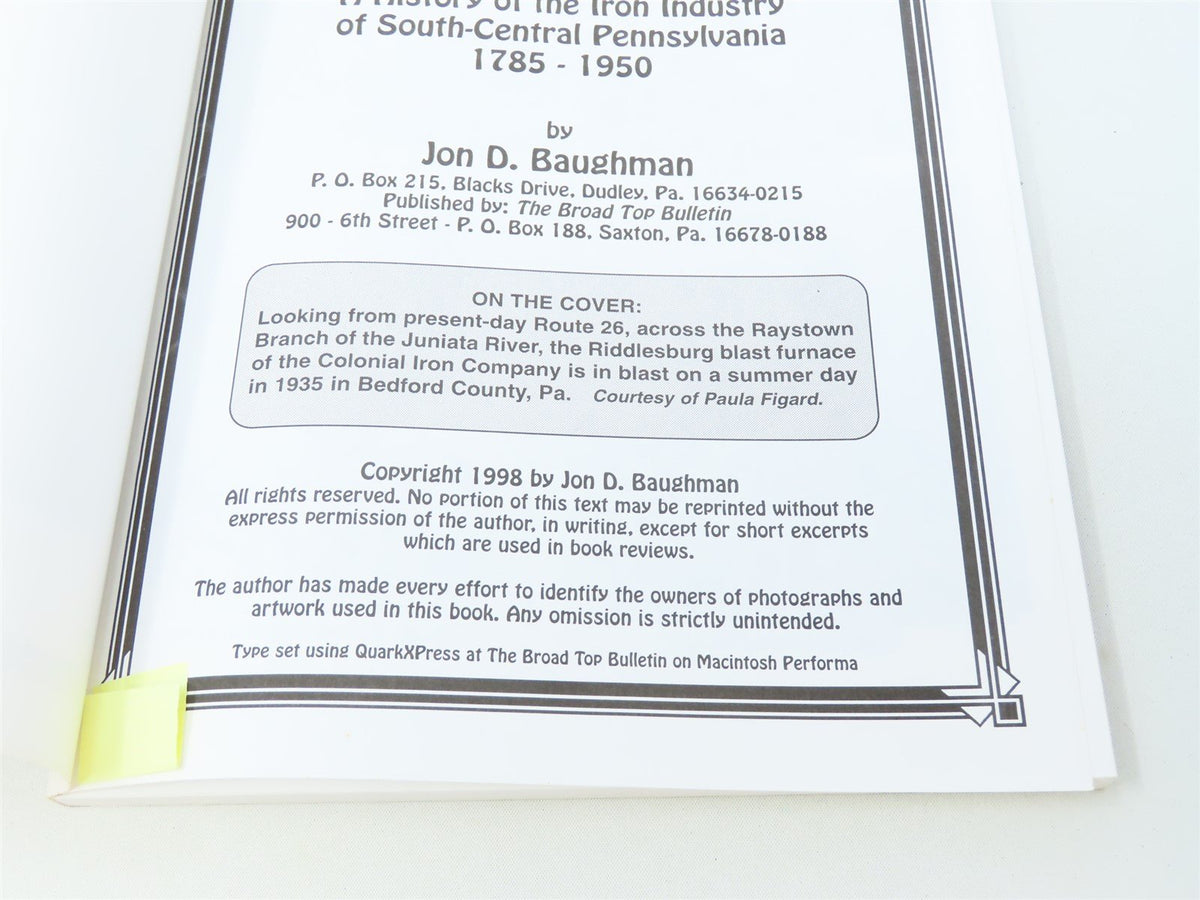 History of the Iron Industry
of South-Central Pennsylvania
1785 - 1950
by
Jon D. Baughman
P. O. Box 215, Blacks Drive, Dudley, Pa. 16634-0215
Published by: The Broad Top Bulletin
900 - 6th Street - P. O. Box 188, Saxton, Pa. 16678-0188
ON THE COVER:
Looking from present-day Route 26, across the Raystown
Branch of the Juniata River, the Riddlesburg blast furnace
of the Colonial Iron Company is in blast on a summer day
in 1935 in Bedford County, Pa. Courtesy of Paula Figard.
Copyright 1998 by Jon D. Baughman
All rights reserved. No portion of this text may be reprinted without the
express permission of the author, in writing, except for short excerpts
which are used in book reviews.
The author has made every effort to identify the owners of photographs and
artwork used in this book. Any omission is strictly unintended.
Type set using QuarkXPress at The Broad Top Bulletin on Macintosh Performa